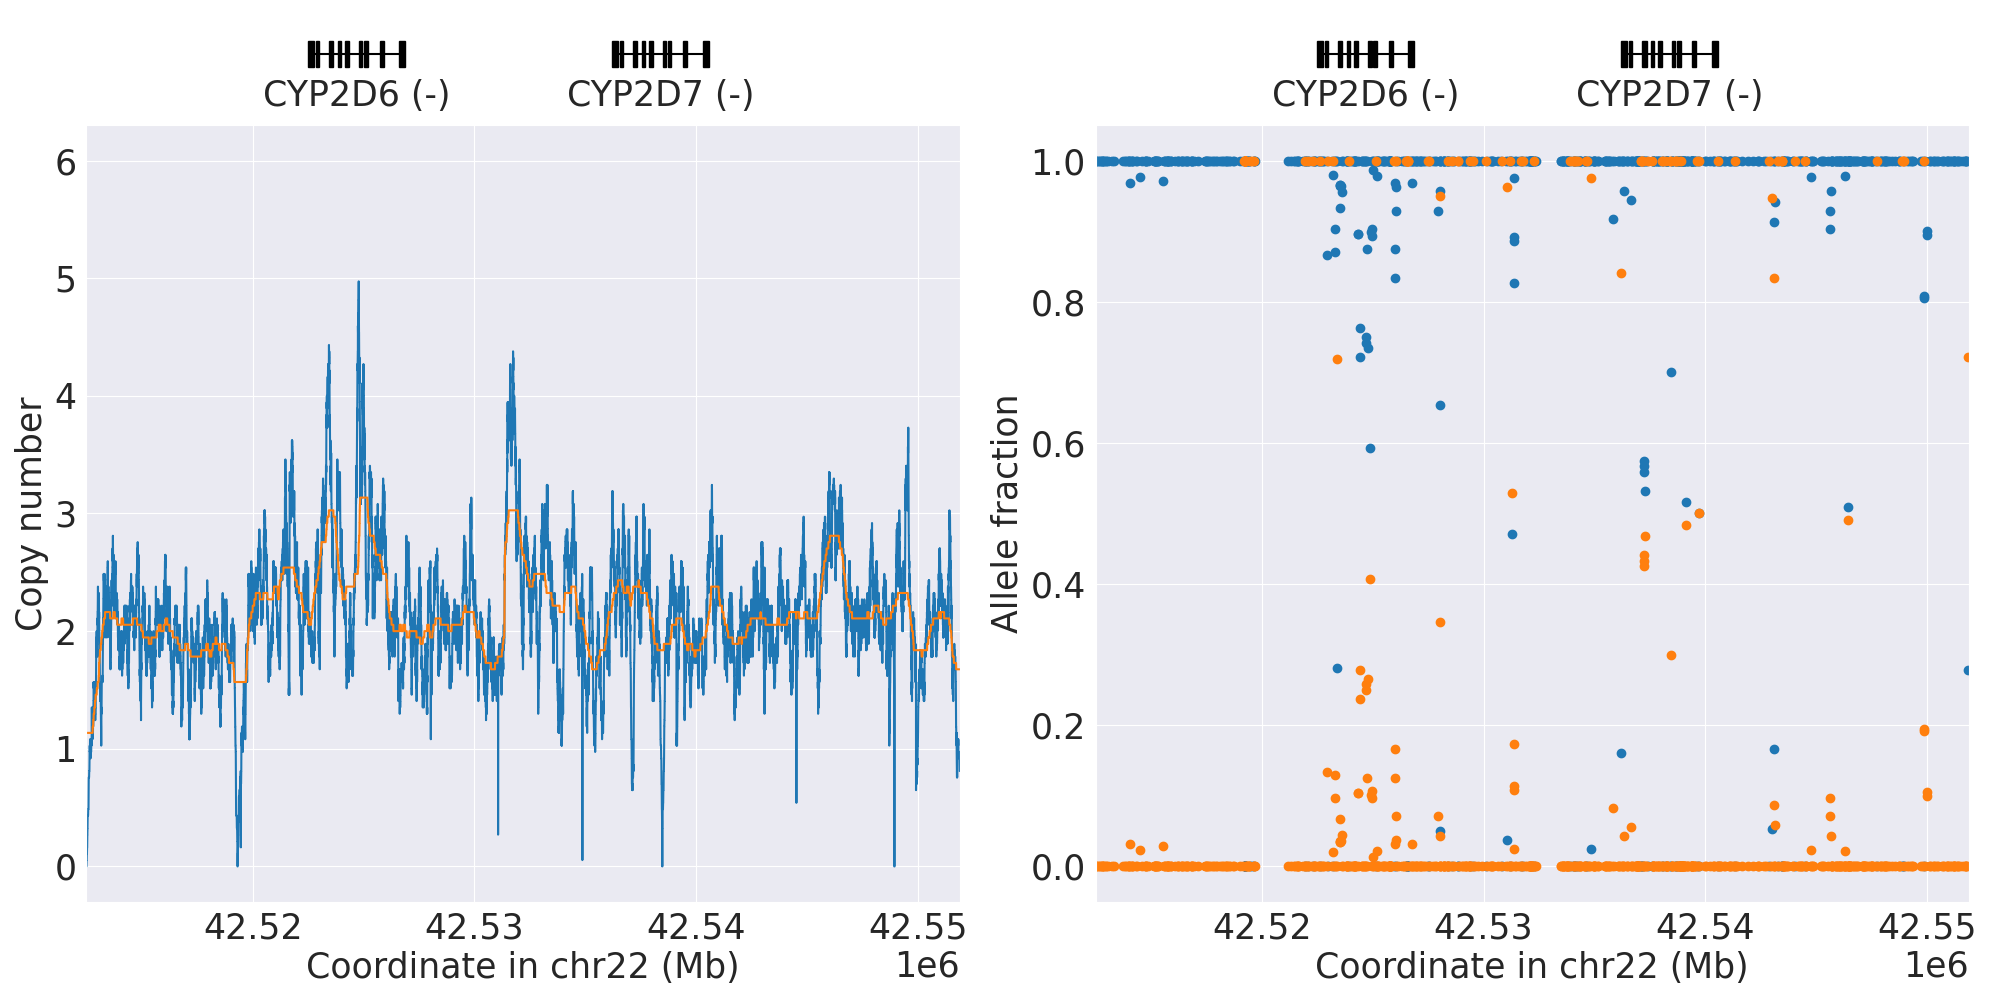 CYP2D6 (-) CYP2D7 (-)
6
5
4
3
2
1
0
Copy number
42.52 42.53 42.54 42.55
Coordinate in chr22 (Mb)
1e6
CYP2D6 (-) CYP2D7 (-)
1.0
0.8
0.6
0.4
0.2
0.0
Allele fraction
42.52 42.53 42.54 42.55
Coordinate in chr22 (Mb)
1e6